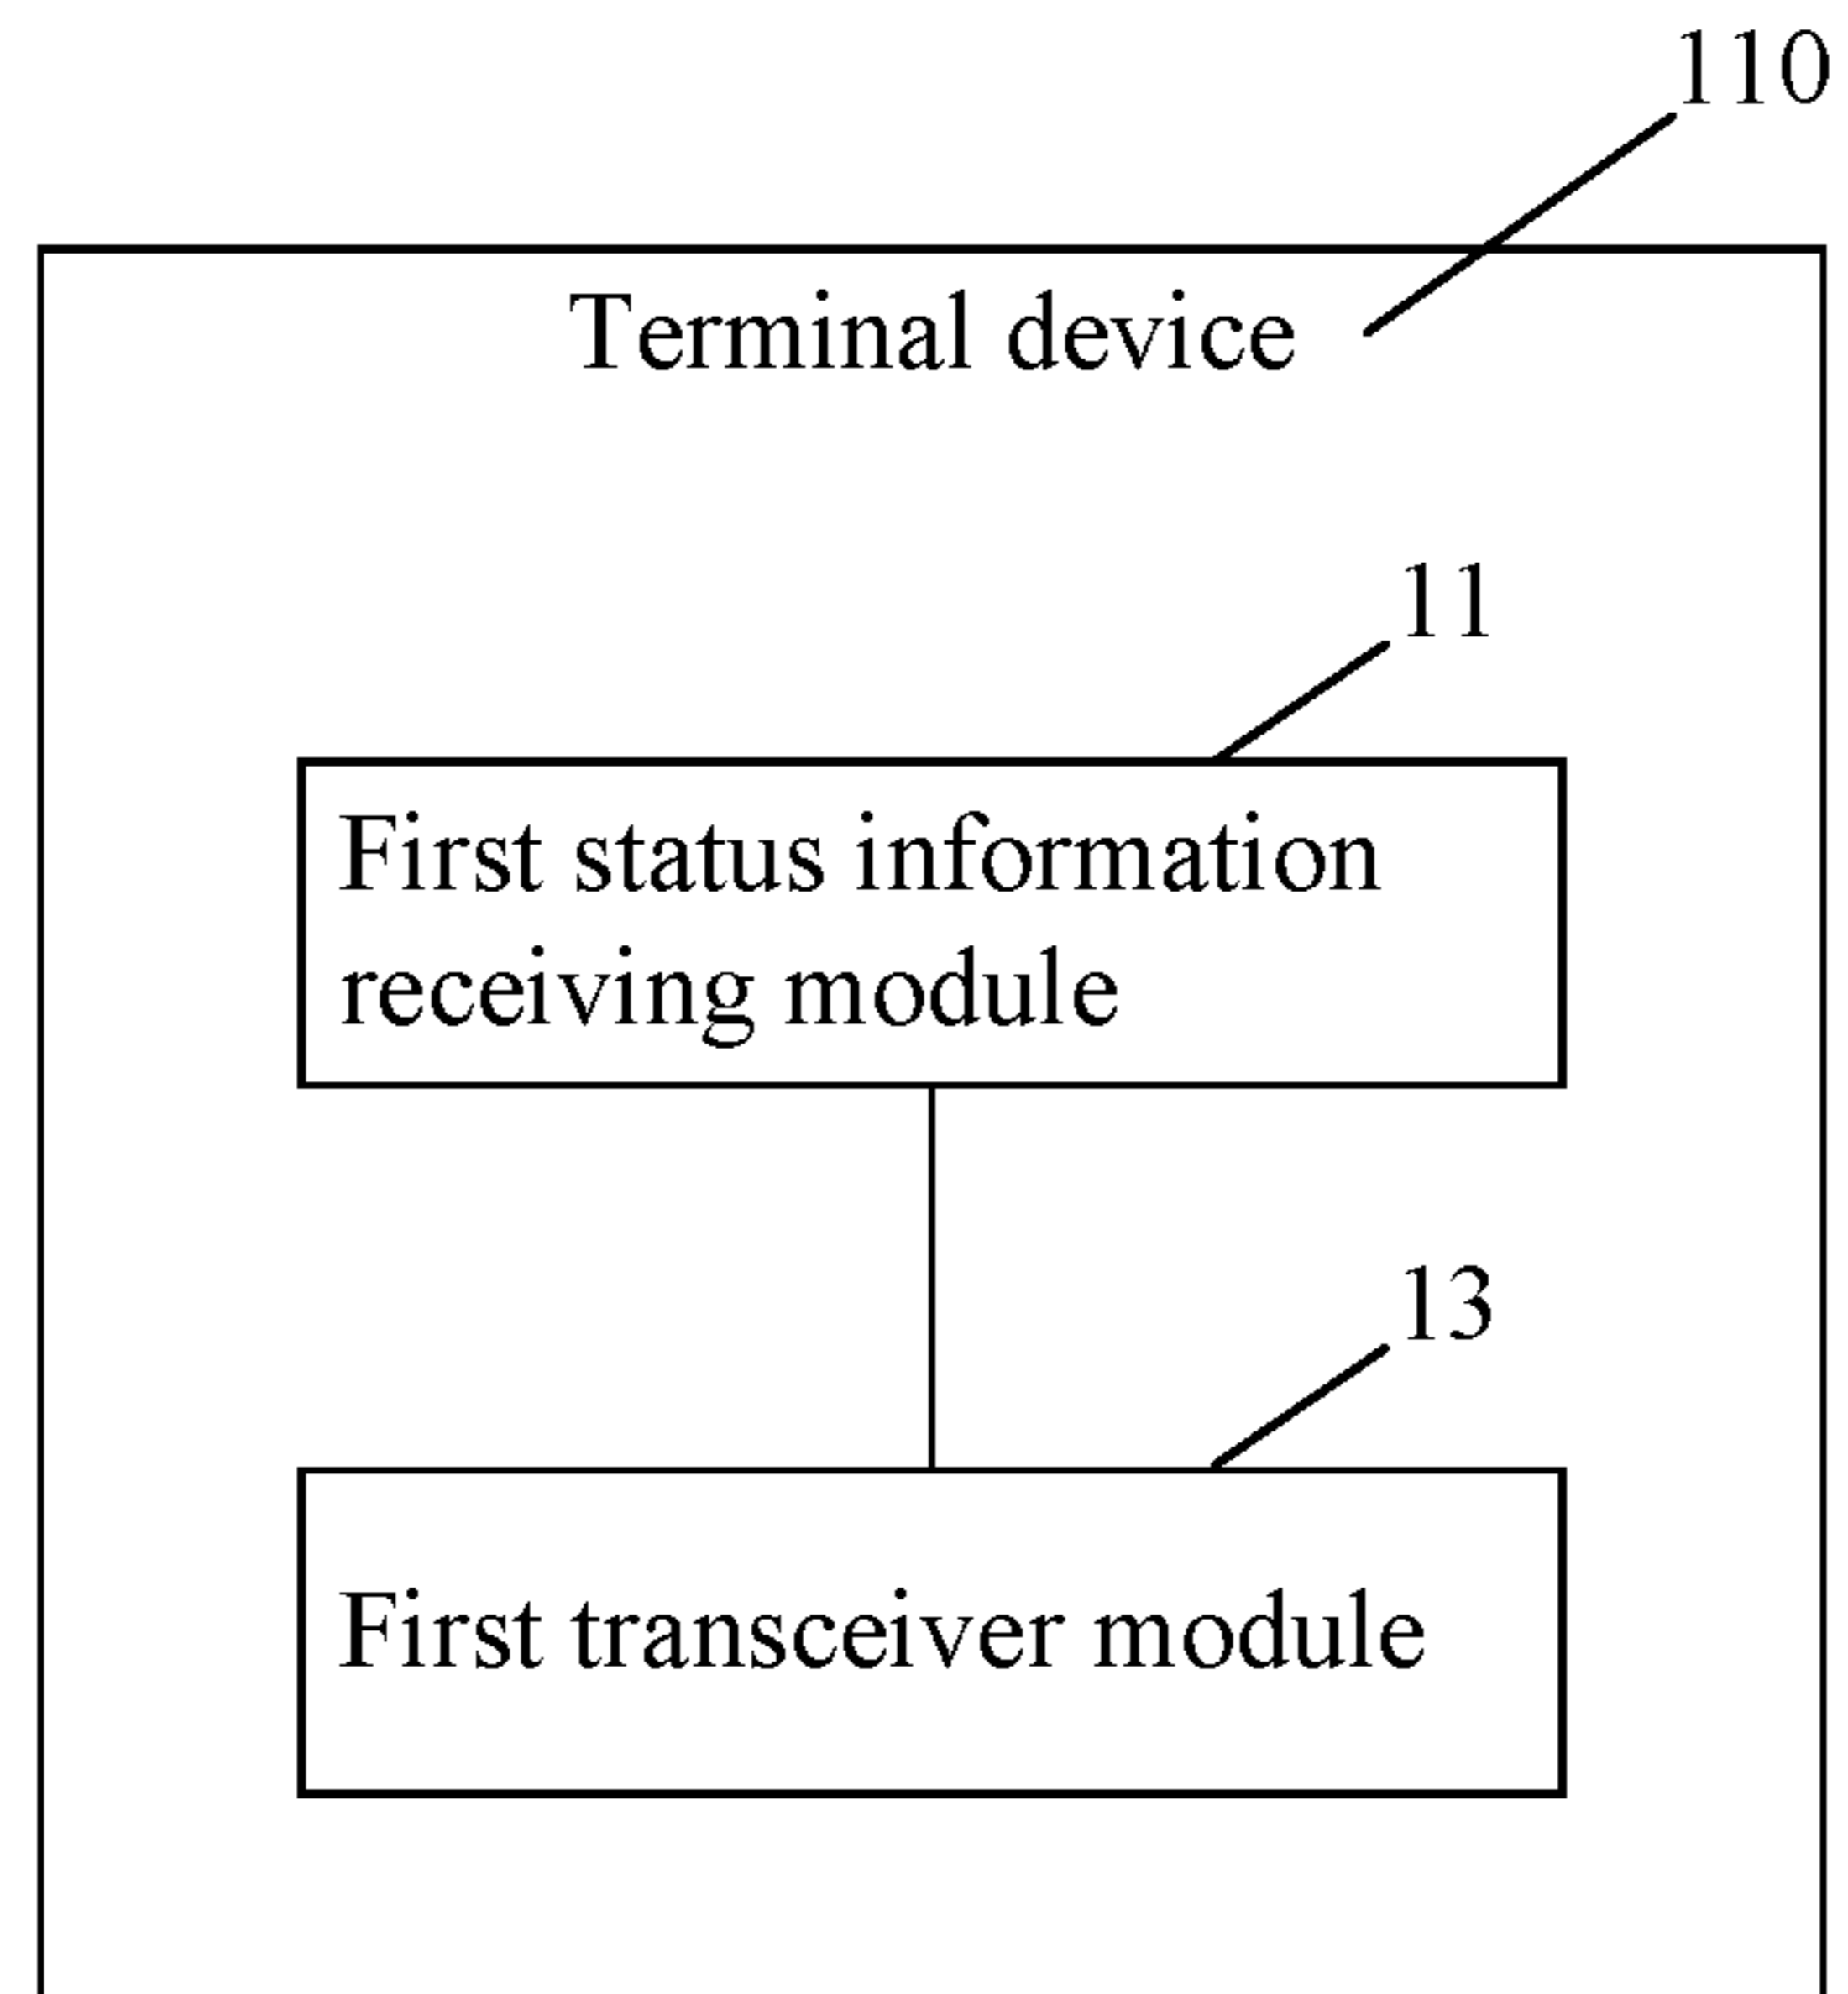 110
Terminal device
11
First status information
receiving module
13
First transceiver module